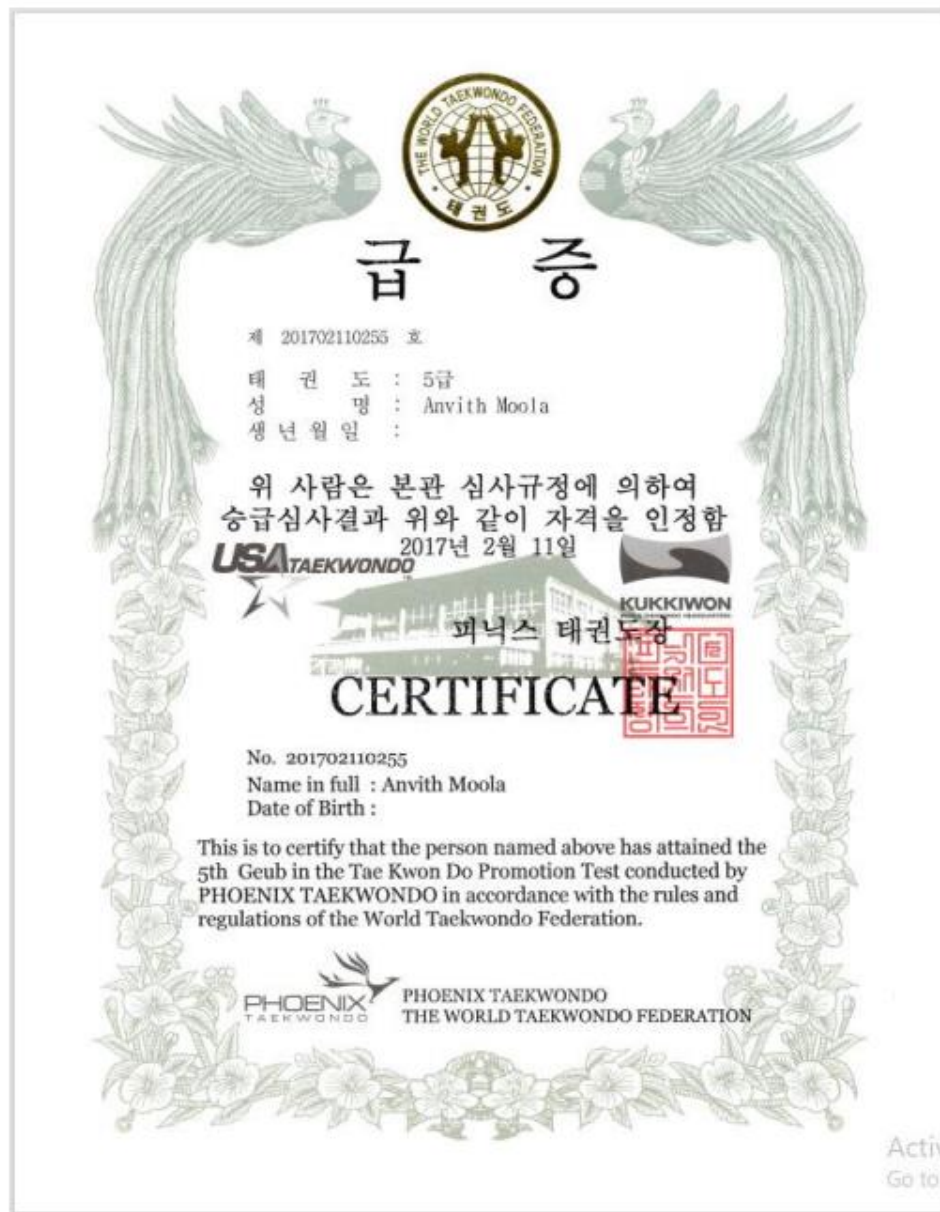 THE WORLD TAEKWONDO FEDERATION
태권도
급 증
제 201702110255 호
태 권 도 : 5급
성 명 : Anvith Moola
생 년 월 일 :
위 사람은 본관 심사규정에 의하여
승급심사결과 위와 같이 자격을 인정함
2017년 2월 11일
USA TAEKWONDO
KUKKIWON
피닉스 태권도장
CERTIFICATE
No. 201702110255
Name in full : Anvith Moola
Date of Birth :
This is to certify that the person named above has attained the
5th Geub in the Tae Kwon Do Promotion Test conducted by
PHOENIX TAEKWONDO in accordance with the rules and
regulations of the World Taekwondo Federation.
PHOENIX
TAEKWONDO
PHOENIX TAEKWONDO
THE WORLD TAEKWONDO FEDERATION
Go to